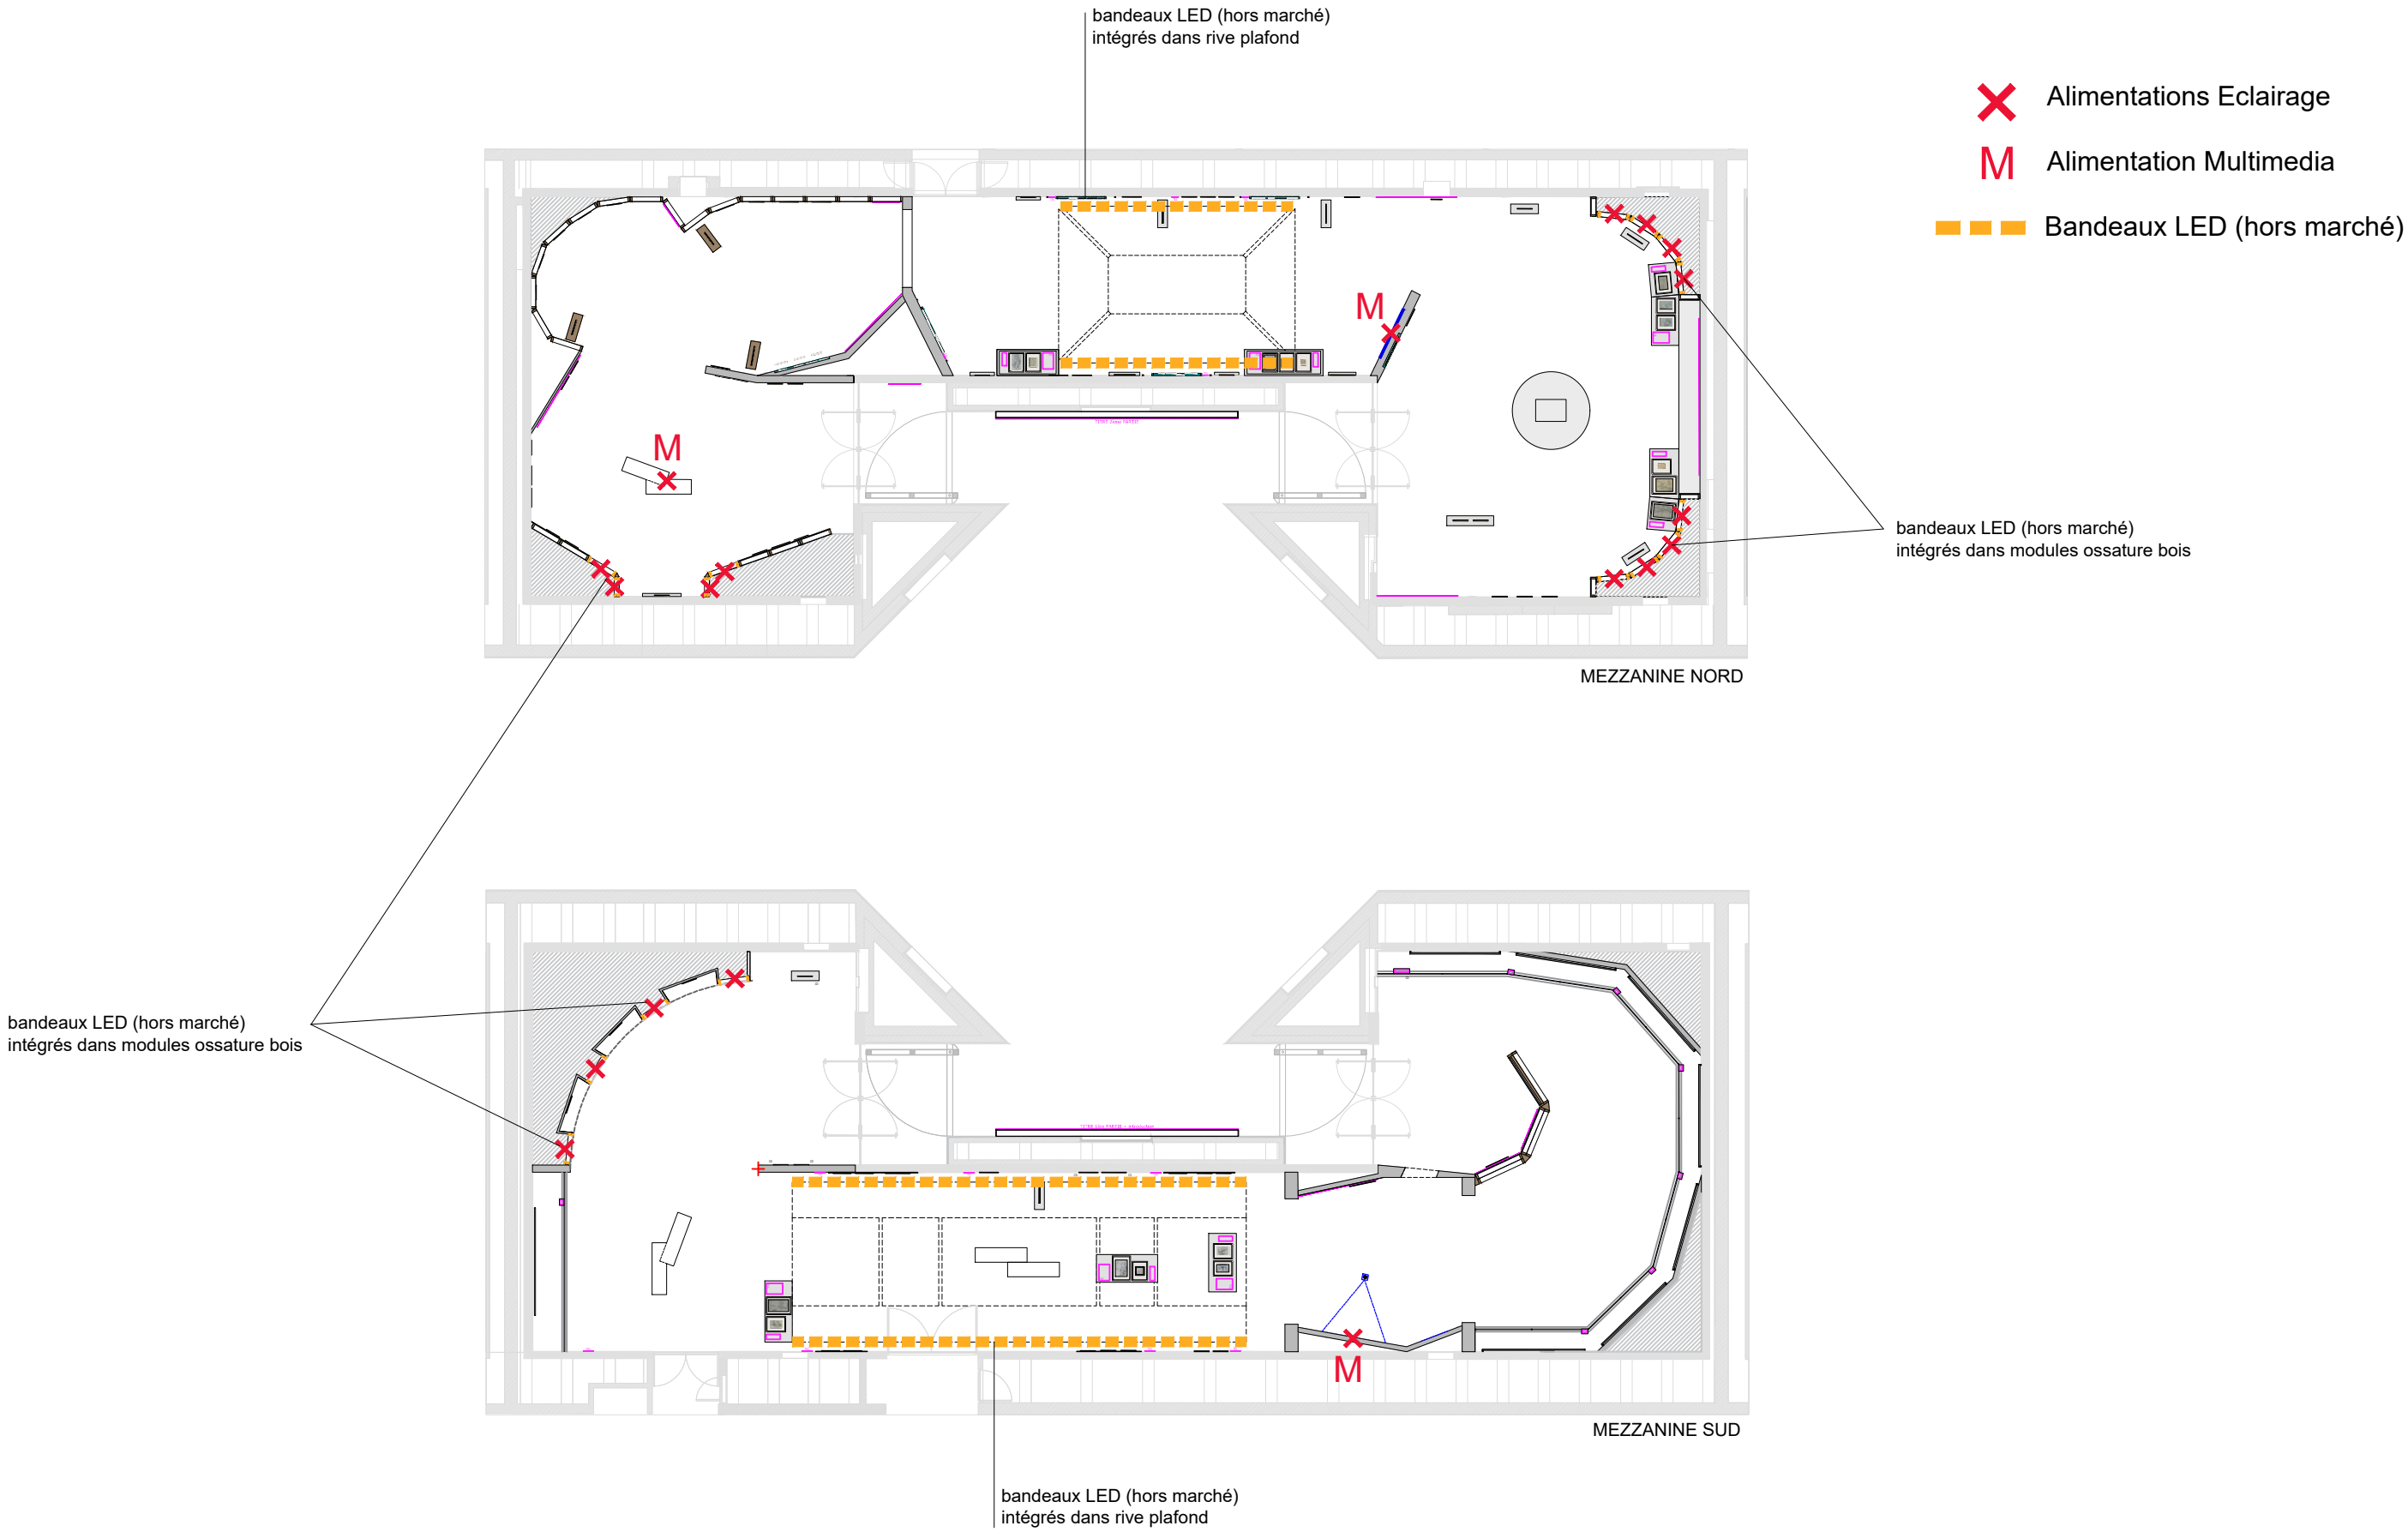 bandeaux LED (hors marché)
intégrés dans rive plafond
Alimentations Eclairage
M Alimentation Multimedia
Bandeaux LED (hors marché)
M
M
bandeaux LED (hors marché)
intégrés dans modules ossature bois
MEZZANINE NORD
bandeaux LED (hors marché)
intégrés dans modules ossature bois
M
MEZZANINE SUD
bandeaux LED (hors marché)
intégrés dans rive plafond